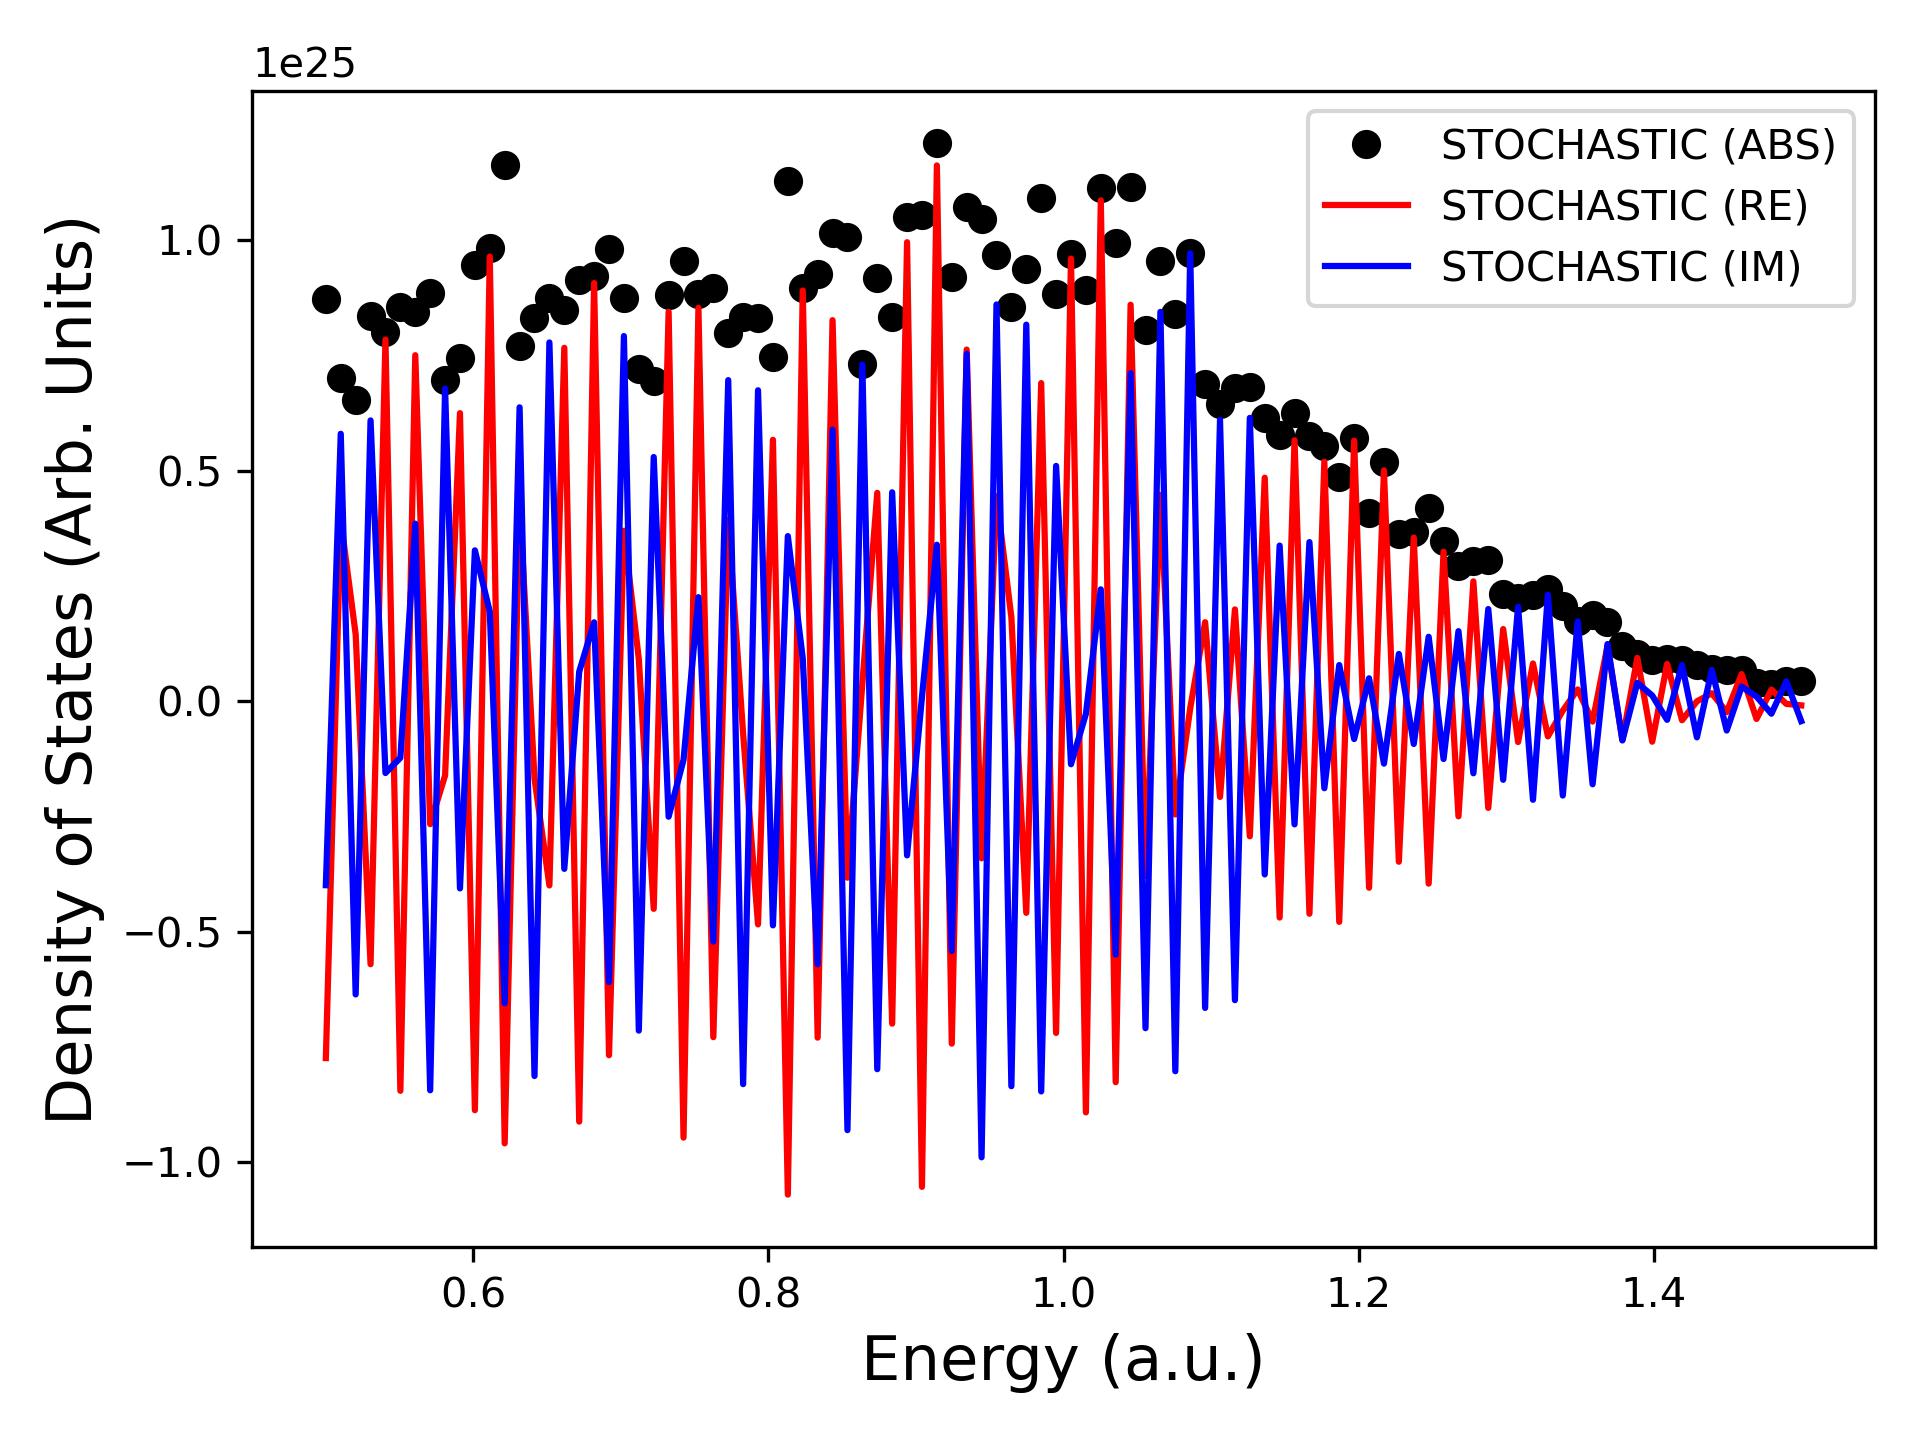 1e25
STOCHASTIC (ABS)
STOCHASTIC (RE)
STOCHASTIC (IM)
Density of States (Arb. Units)
1.0
0.5
0.0
−0.5
−1.0
0.6 0.8 1.0 1.2 1.4
Energy (a.u.)